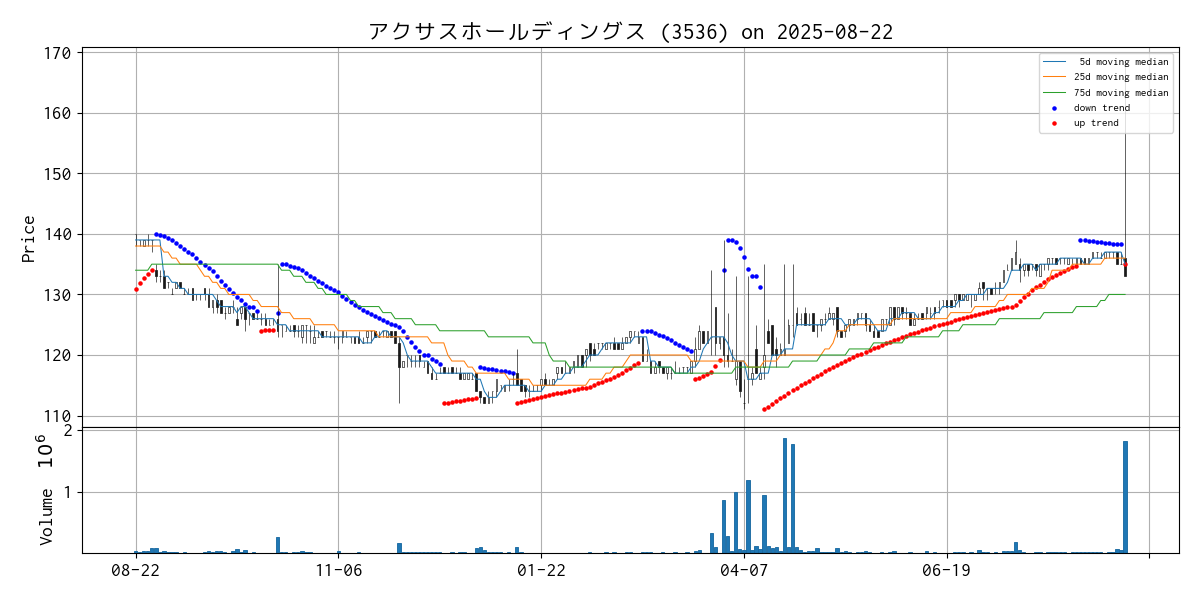 アクサスホールディングス (3536) on 2025-08-22
170
160
150
140
130
120
110
Price
5d moving median
25d moving median
75d moving median
down trend
up trend
2
1
Volume 10^6
08-22
11-06
01-22
04-07
06-19